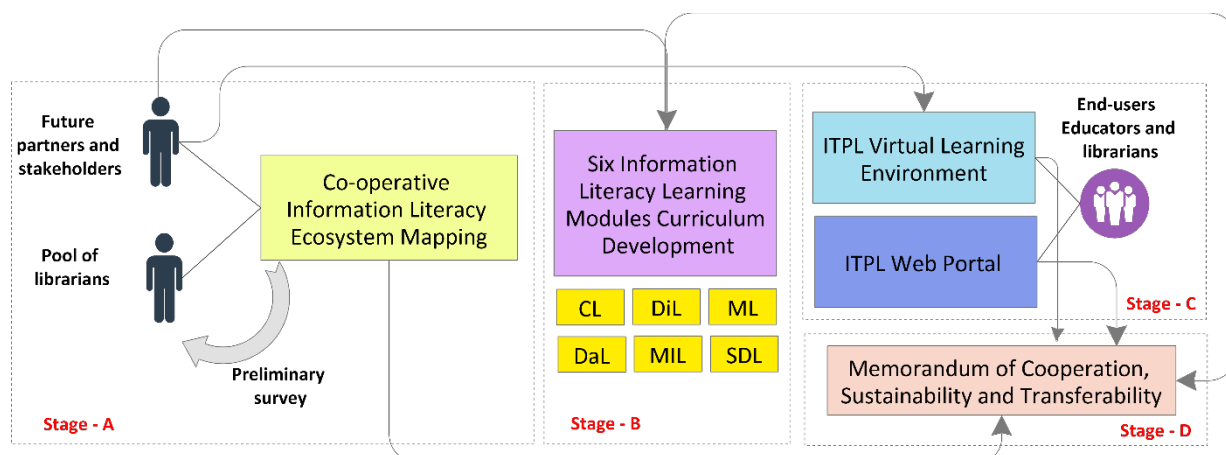 Future
partners and
stakeholders
Pool of
librarians
Co-operative
Information Literacy
Ecosystem Mapping
Preliminary
survey
Stage - A
Six Information
Literacy Learning
Modules Curriculum
Development
CL
DiL
ML
DaL
MIL
SDL
Stage - B
ITPL Virtual Learning
Environment
ITPL Web Portal
End-users
Educators and
librarians
Stage - C
Memorandum of Cooperation,
Sustainability and Transferability
Stage - D